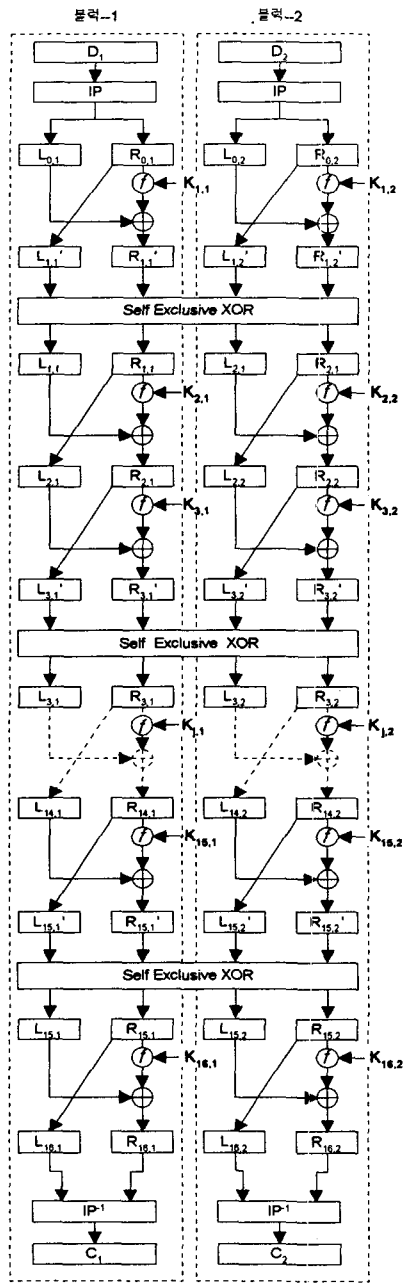 블럭--1 블럭--2
D₁ D₂
IP IP
L₀,₁ R₀,₁ L₀,₂ R₀,₂
f K₁,₁ f K₁,₂
L₁,₁' R₁,₁' L₁,₂' R₁,₂'
Self Exclusive XOR
L₁,₁ R₁,₁ L₂,₁ R₂,₁
f K₂,₁ f K₂,₂
L₂,₁ R₂,₁ L₂,₂ R₂,₂
f K₃,₁ f K₃,₂
L₃,₁' R₃,₁' L₃,₂' R₃,₂'
Self Exclusive XOR
L₃,₁ R₃,₁ L₃,₂ R₃,₂
f Kⱼ,₁ f Kⱼ,₂
L₁₄,₁ R₁₄,₁ L₁₄,₂ R₁₄,₂
f K₁₅,₁ f K₁₅,₂
L₁₅,₁' R₁₅,₁' L₁₅,₂' R₁₅,₂'
Self Exclusive XOR
L₁₅,₁ R₁₅,₁ L₁₅,₂ R₁₅,₂
f K₁₆,₁ f K₁₆,₂
L₁₆,₁ R₁₆,₁ L₁₆,₂ R₁₆,₂
IP⁻¹ IP⁻¹
C₁ C₂